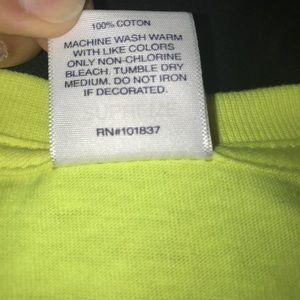 100% COTON
MACHINE WASH WARM
WITH LIKE COLORS
ONLY NON-CHLORINE
BLEACH. TUMBLE DRY
MEDIUM. DO NOT IRON
IF DECORATED.
RN#101837